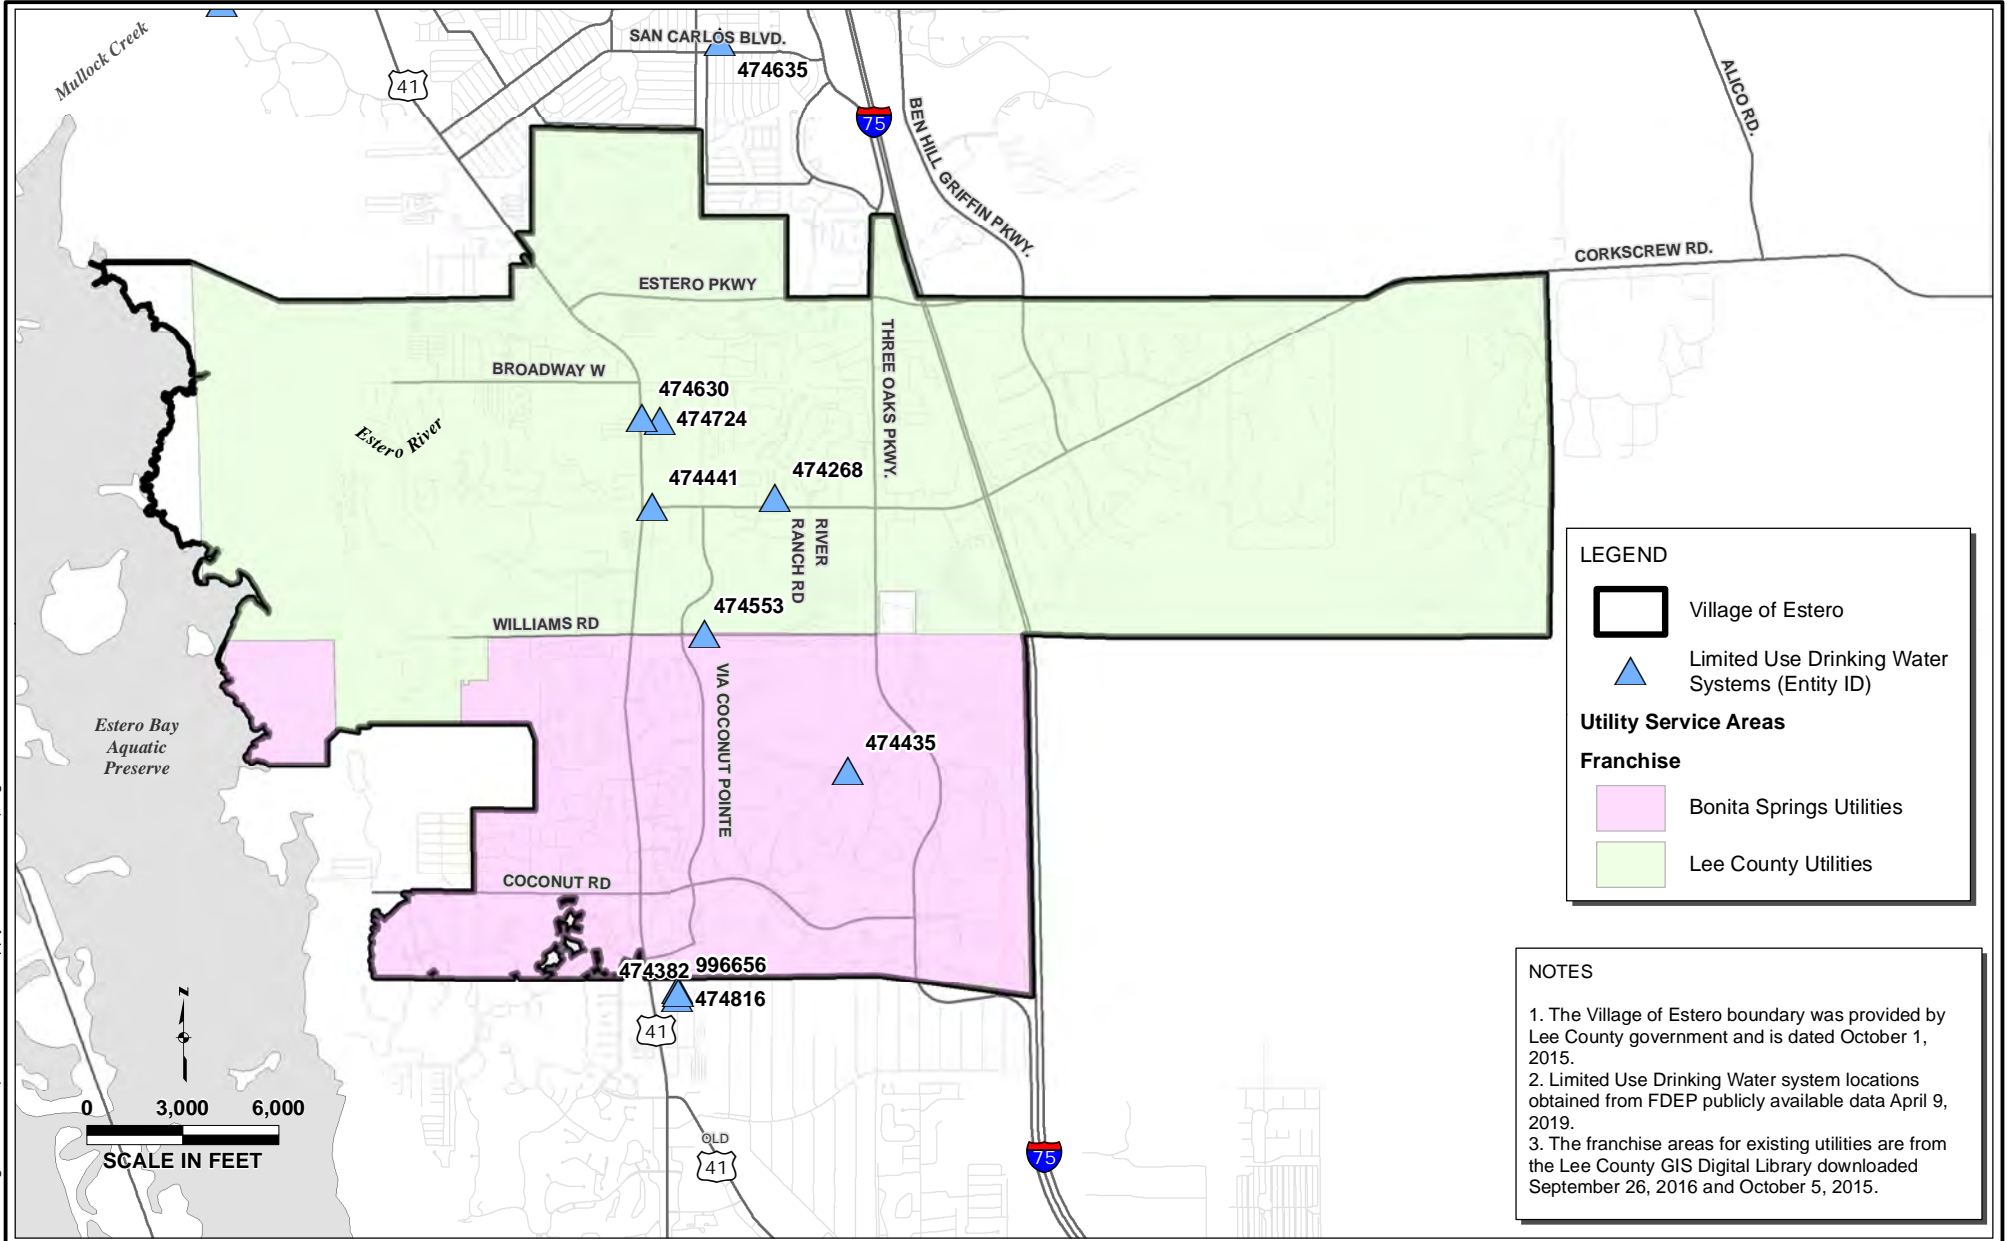 Mullock Creek
SAN CARLOS BLVD.
474635
41
75
BEN HILL GRIFFIN PKWY.
ALICO RD.
CORKSCREW RD.
ESTERO PKWY
THREE OAKS PKWY.
BROADWAY W
474630
474724
Estero River
474441
474268
RIVER
RANCH RD
474553
WILLIAMS RD
VIA COCONUT POINTE
474435
Estero Bay
Aquatic
Preserve
COCONUT RD
474382 996656
474816
41
OLD
41
75
N
0 3,000 6,000
SCALE IN FEET
LEGEND
Village of Estero
Limited Use Drinking Water
Systems (Entity ID)
Utility Service Areas
Franchise
Bonita Springs Utilities
Lee County Utilities
NOTES
1. The Village of Estero boundary was provided by
Lee County government and is dated October 1,
2015.
2. Limited Use Drinking Water system locations
obtained from FDEP publicly available data April 9,
2019.
3. The franchise areas for existing utilities are from
the Lee County GIS Digital Library downloaded
September 26, 2016 and October 5, 2015.